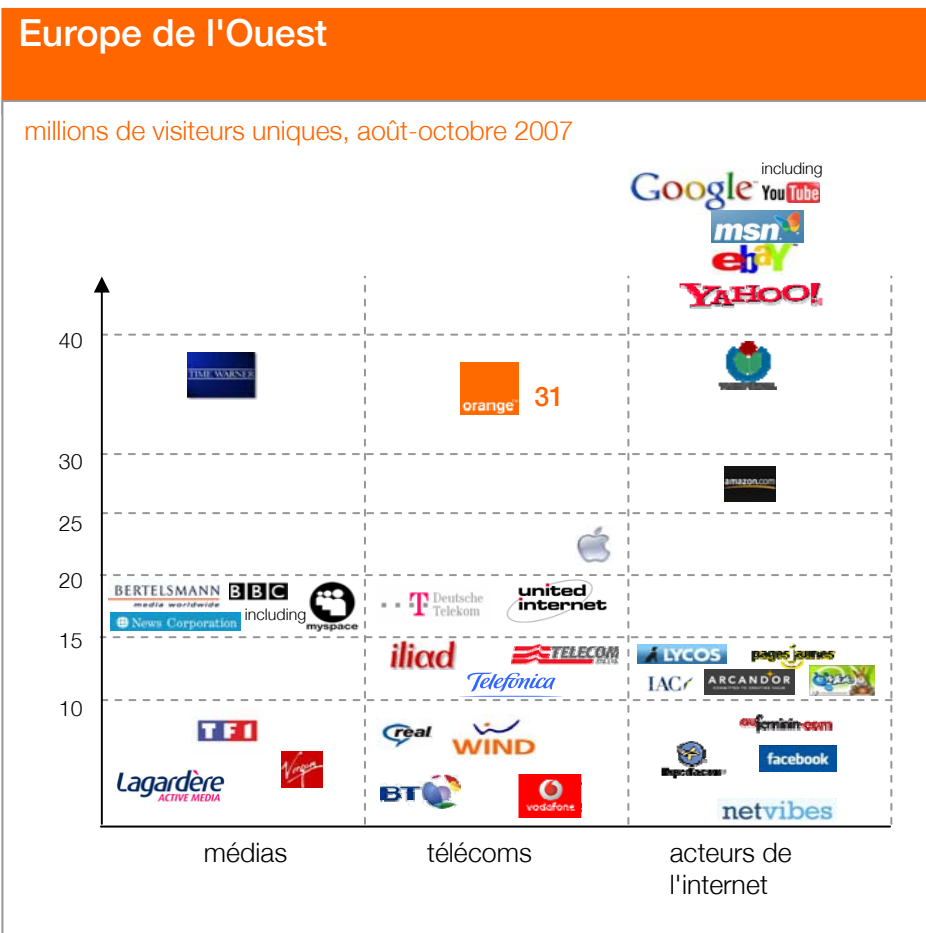 Europe de l'Ouest
millions de visiteurs uniques, août-octobre 2007
including
Google YouTube
msn
ebay
YAHOO!
40
TIME WARNER
orange 31
30
amazon.com
25
20
BERTELSMANN
media worldwide
BBC
News Corporation
including
myspace
Deutsche
Telekom
united
internet
15
iliad
TELECOM
Telefónica
LYCOS
pages jaunes
IAC
ARCANDOR
10
TF1
Virgin
Lagardère
ACTIVE MEDIA
real
WIND
BT
vodafone
aufeminin.com
facebook
netvibes
médias
télécoms
acteurs de
l'internet